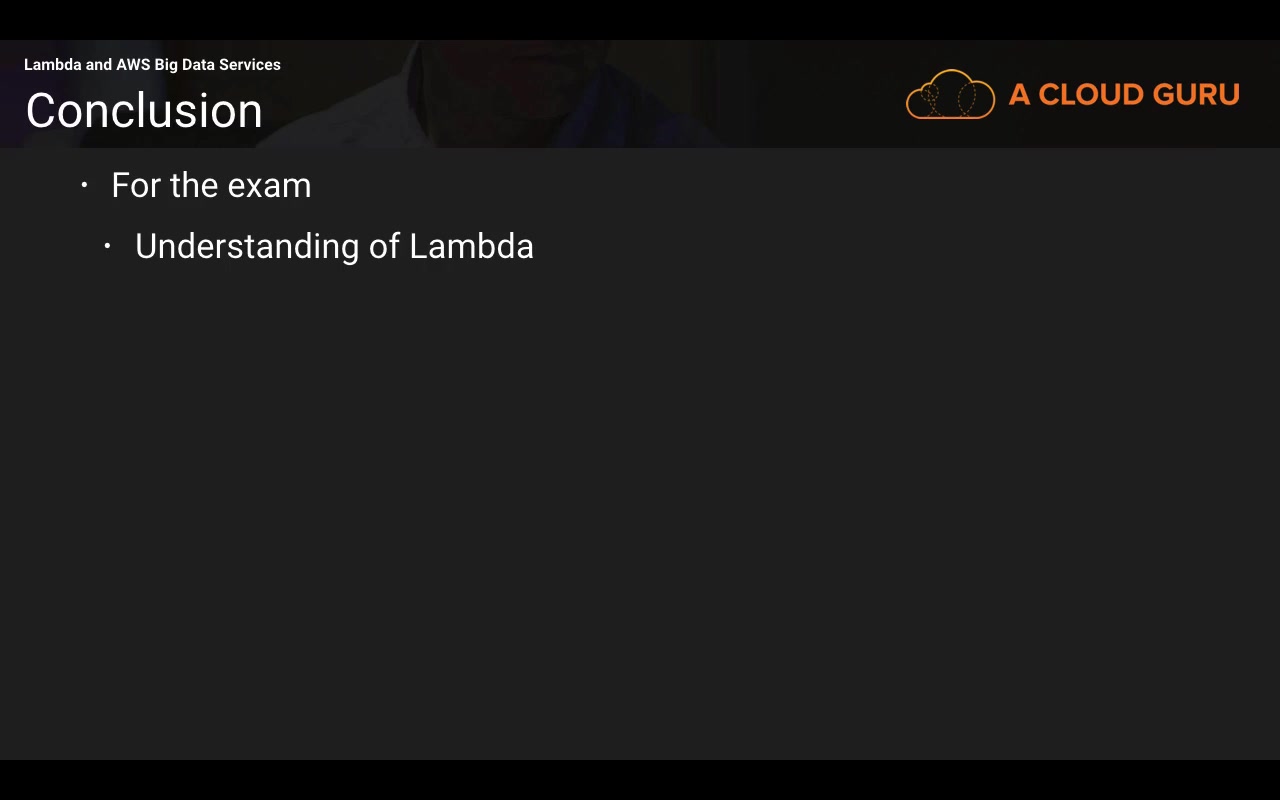 Lambda and AWS Big Data Services
Conclusion
A CLOUD GURU
• For the exam
• Understanding of Lambda